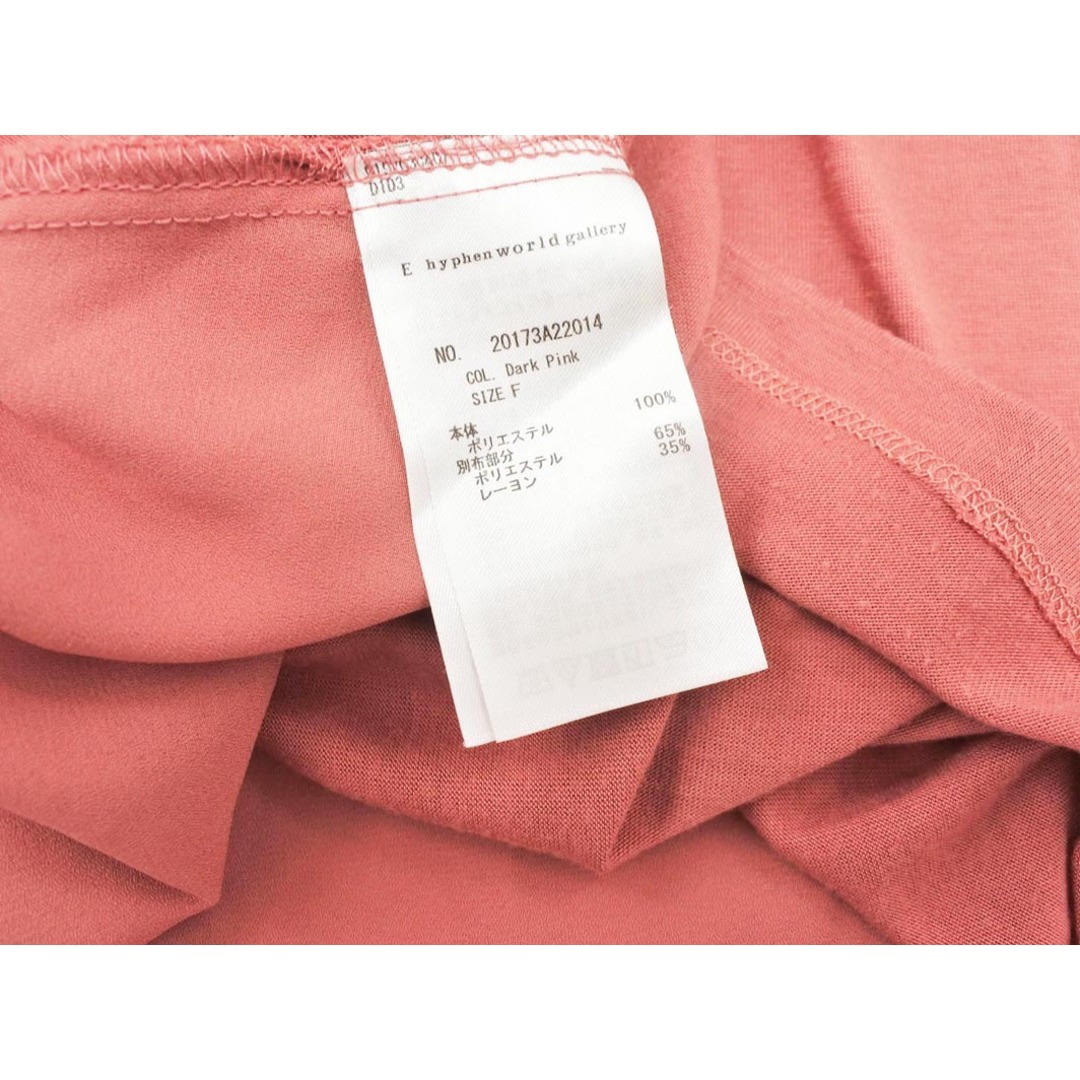 D103
E hyphen world gallery
NO. 20173A22014
COL. Dark Pink
SIZE F
本体
ポリエステル 100%
別布部分
ポリエステル 65%
レーヨン 35%